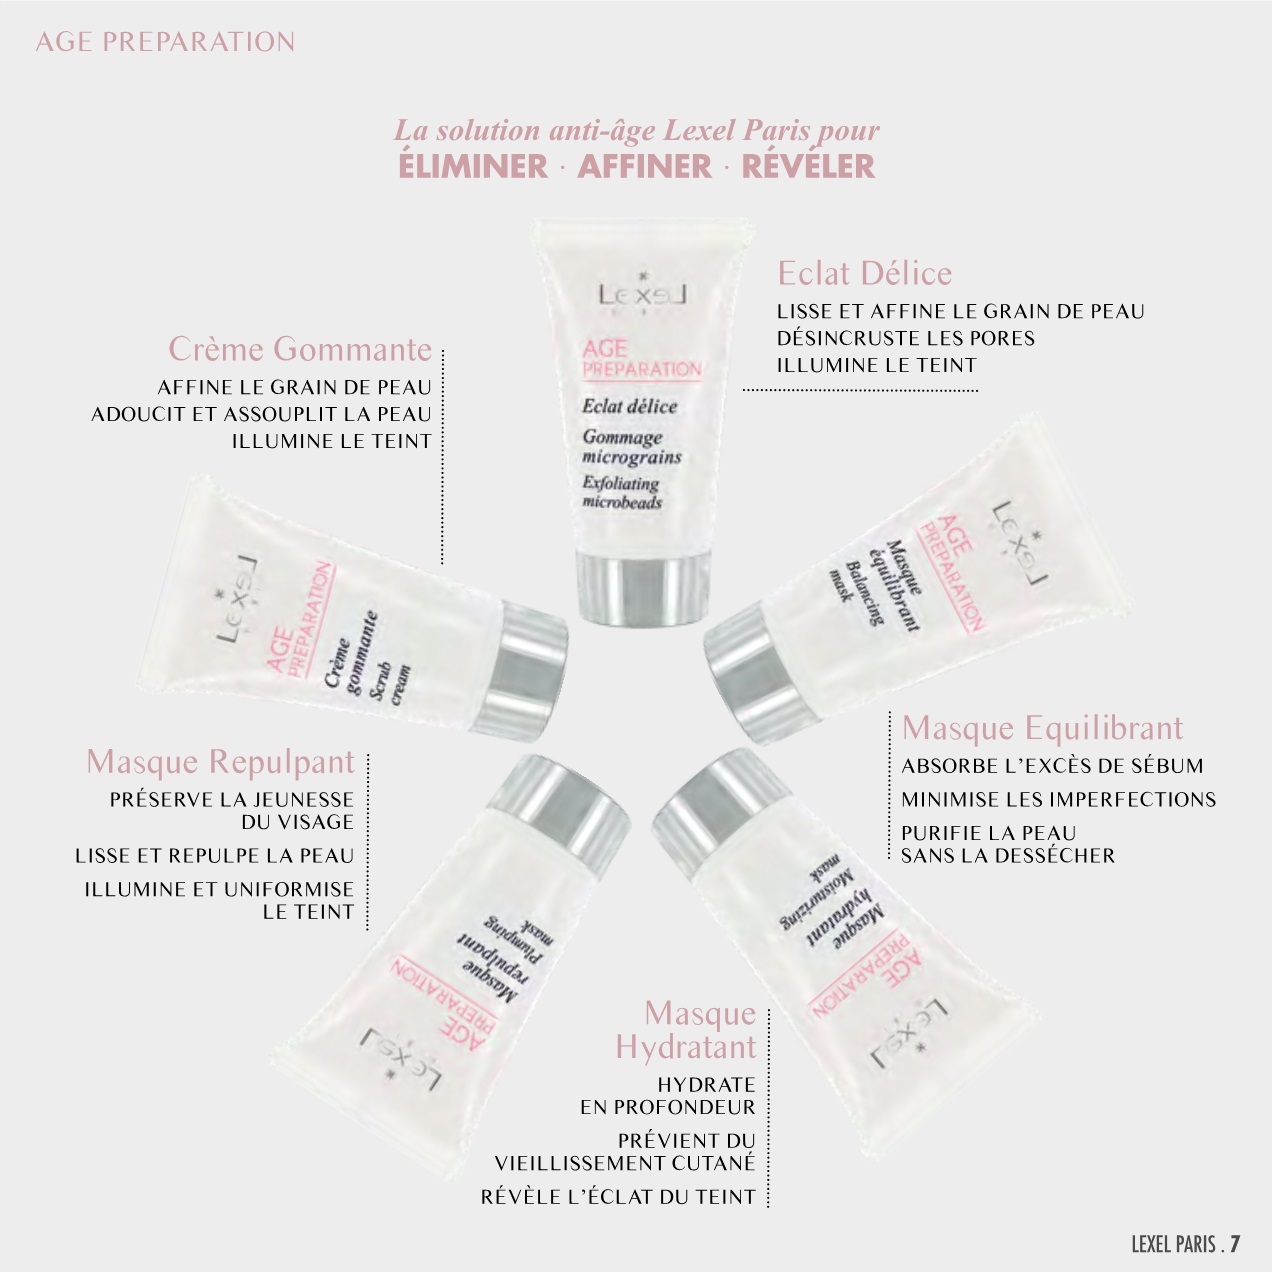 AGE PREPARATION
La solution anti-âge Lexel Paris pour
ÉLIMINER · AFFINER · RÉVÉLER
Eclat Délice
LISSE ET AFFINE LE GRAIN DE PEAU
DÉSINCRUSTE LES PORES
ILLUMINE LE TEINT
Crème Gommante
AFFINE LE GRAIN DE PEAU
ADOUCIT ET ASSOUPLIT LA PEAU
ILLUMINE LE TEINT
Lexel
AGE
PREPARATION
Eclat délice
Gommage
micrograins
Exfoliating
microbeads
Lexel
AGE
PREPARATION
Masque
équilibrant
Balancing
mask
Lexel
AGE
PREPARATION
Crème
gommante
Scrub
cream
Masque Equilibrant
ABSORBE L'EXCÈS DE SÉBUM
MINIMISE LES IMPERFECTIONS
PURIFIE LA PEAU
SANS LA DESSÉCHER
Masque Repulpant
PRÉSERVE LA JEUNESSE
DU VISAGE
LISSE ET REPULPE LA PEAU
ILLUMINE ET UNIFORMISE
LE TEINT
Lexel
AGE
PREPARATION
Masque
repulpant
Plumping
mask
Lexel
AGE
PREPARATION
Masque
hydratant
Moisturizing
mask
Masque
Hydratant
HYDRATE
EN PROFONDEUR
PRÉVIENT DU
VIEILLISSEMENT CUTANÉ
RÉVÈLE L'ÉCLAT DU TEINT
LEXEL PARIS . 7